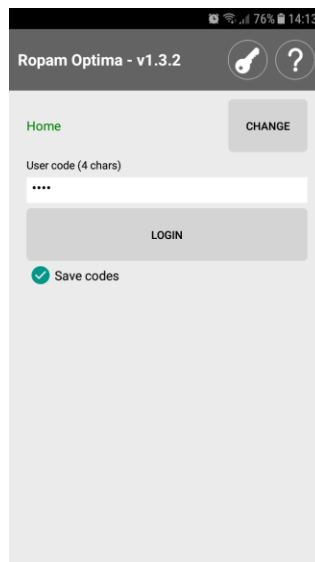 76% 14:13
Ropam Optima - v1.3.2
?
Home
CHANGE
User code (4 chars)
••••
LOGIN
Save codes